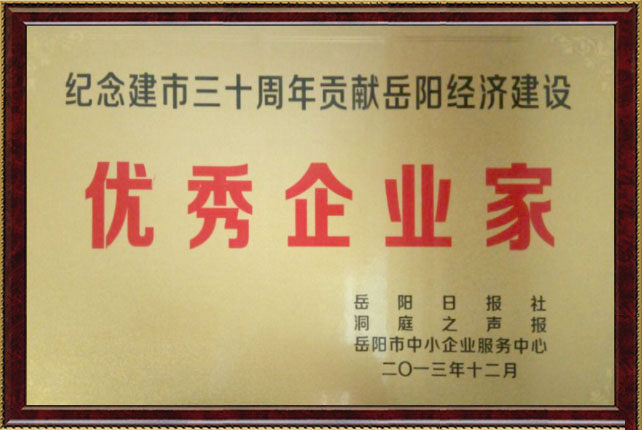 纪念建市三十周年贡献岳阳经济建设
优秀企业家
岳阳日报社
洞庭之声报
岳阳市中小企业服务中心
二〇一三年十二月